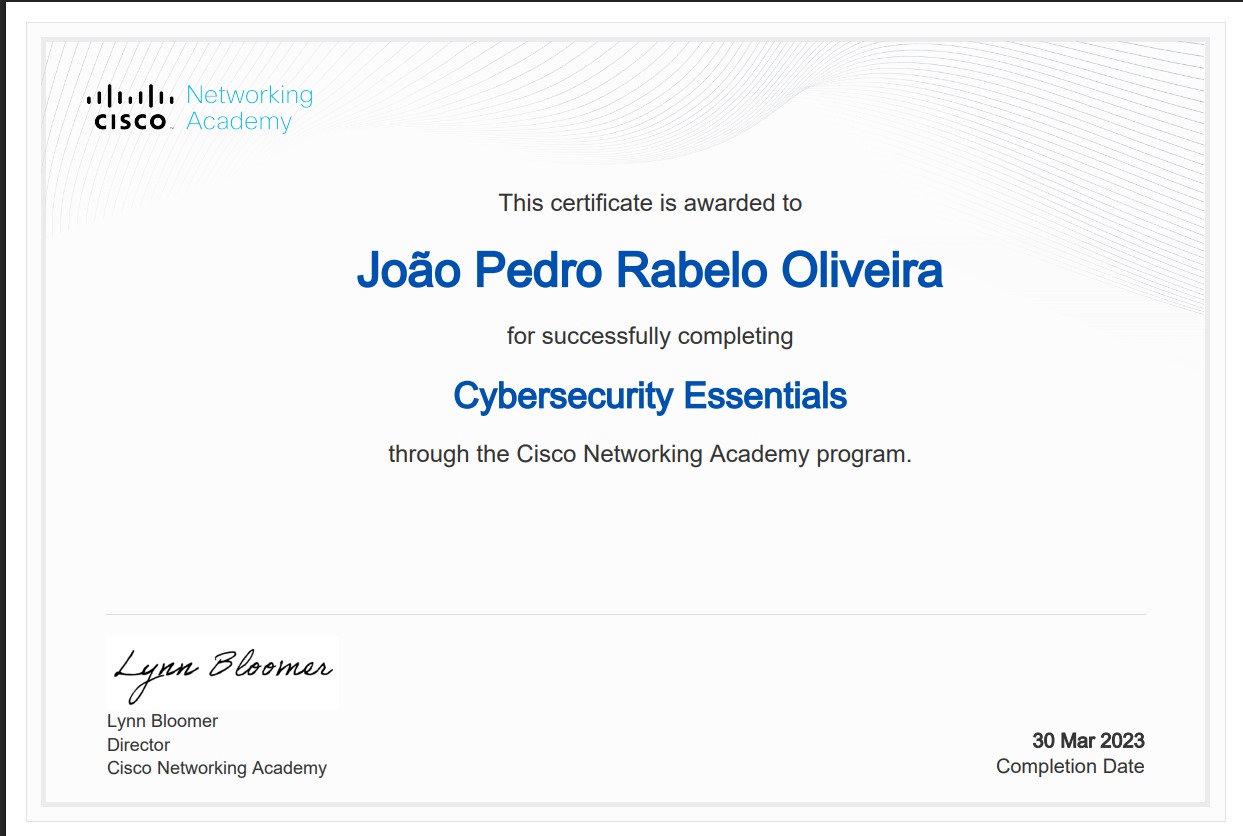 Networking
CISCO Academy
This certificate is awarded to
João Pedro Rabelo Oliveira
for successfully completing
Cybersecurity Essentials
through the Cisco Networking Academy program.
Lynn Bloomer
Lynn Bloomer
Director
Cisco Networking Academy
30 Mar 2023
Completion Date